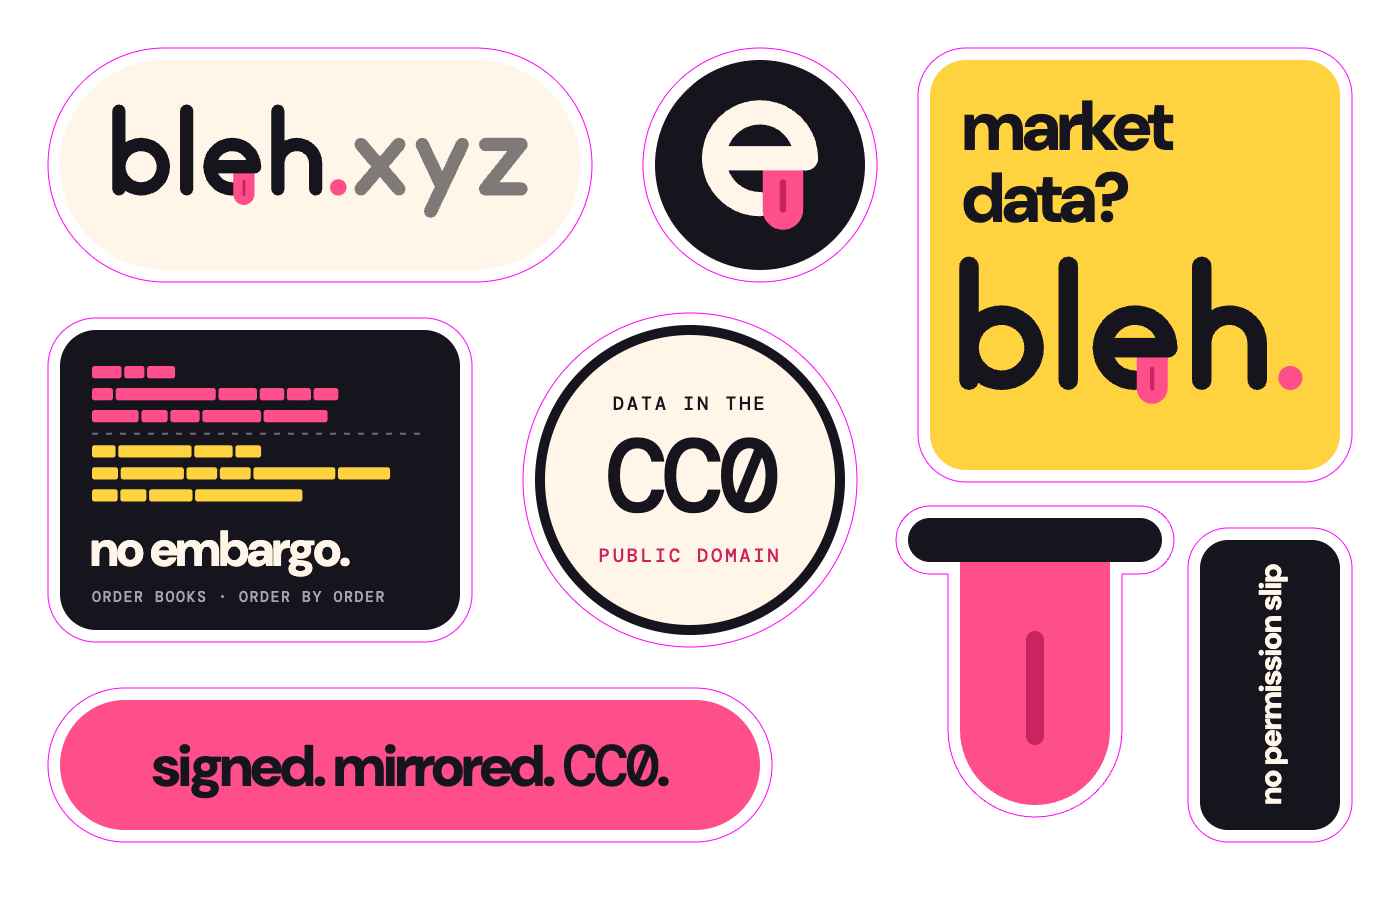 bleh.xyz
e
market
data?
bleh.
no embargo.
ORDER BOOKS · ORDER BY ORDER
DATA IN THE
CC0
PUBLIC DOMAIN
no permission slip
signed. mirrored. CC0.